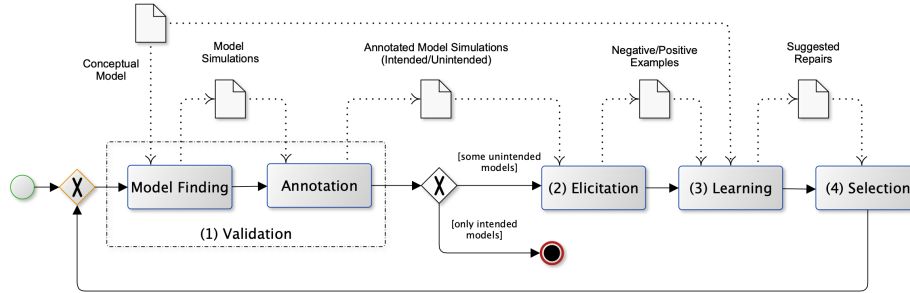 Conceptual
Model
Model
Simulations
Annotated Model Simulations
(Intended/Unintended)
Negative/Positive
Examples
Suggested
Repairs
X
Model Finding
Annotation
(1) Validation
X
[some unintended
models]
[only intended
models]
(2) Elicitation
(3) Learning
(4) Selection